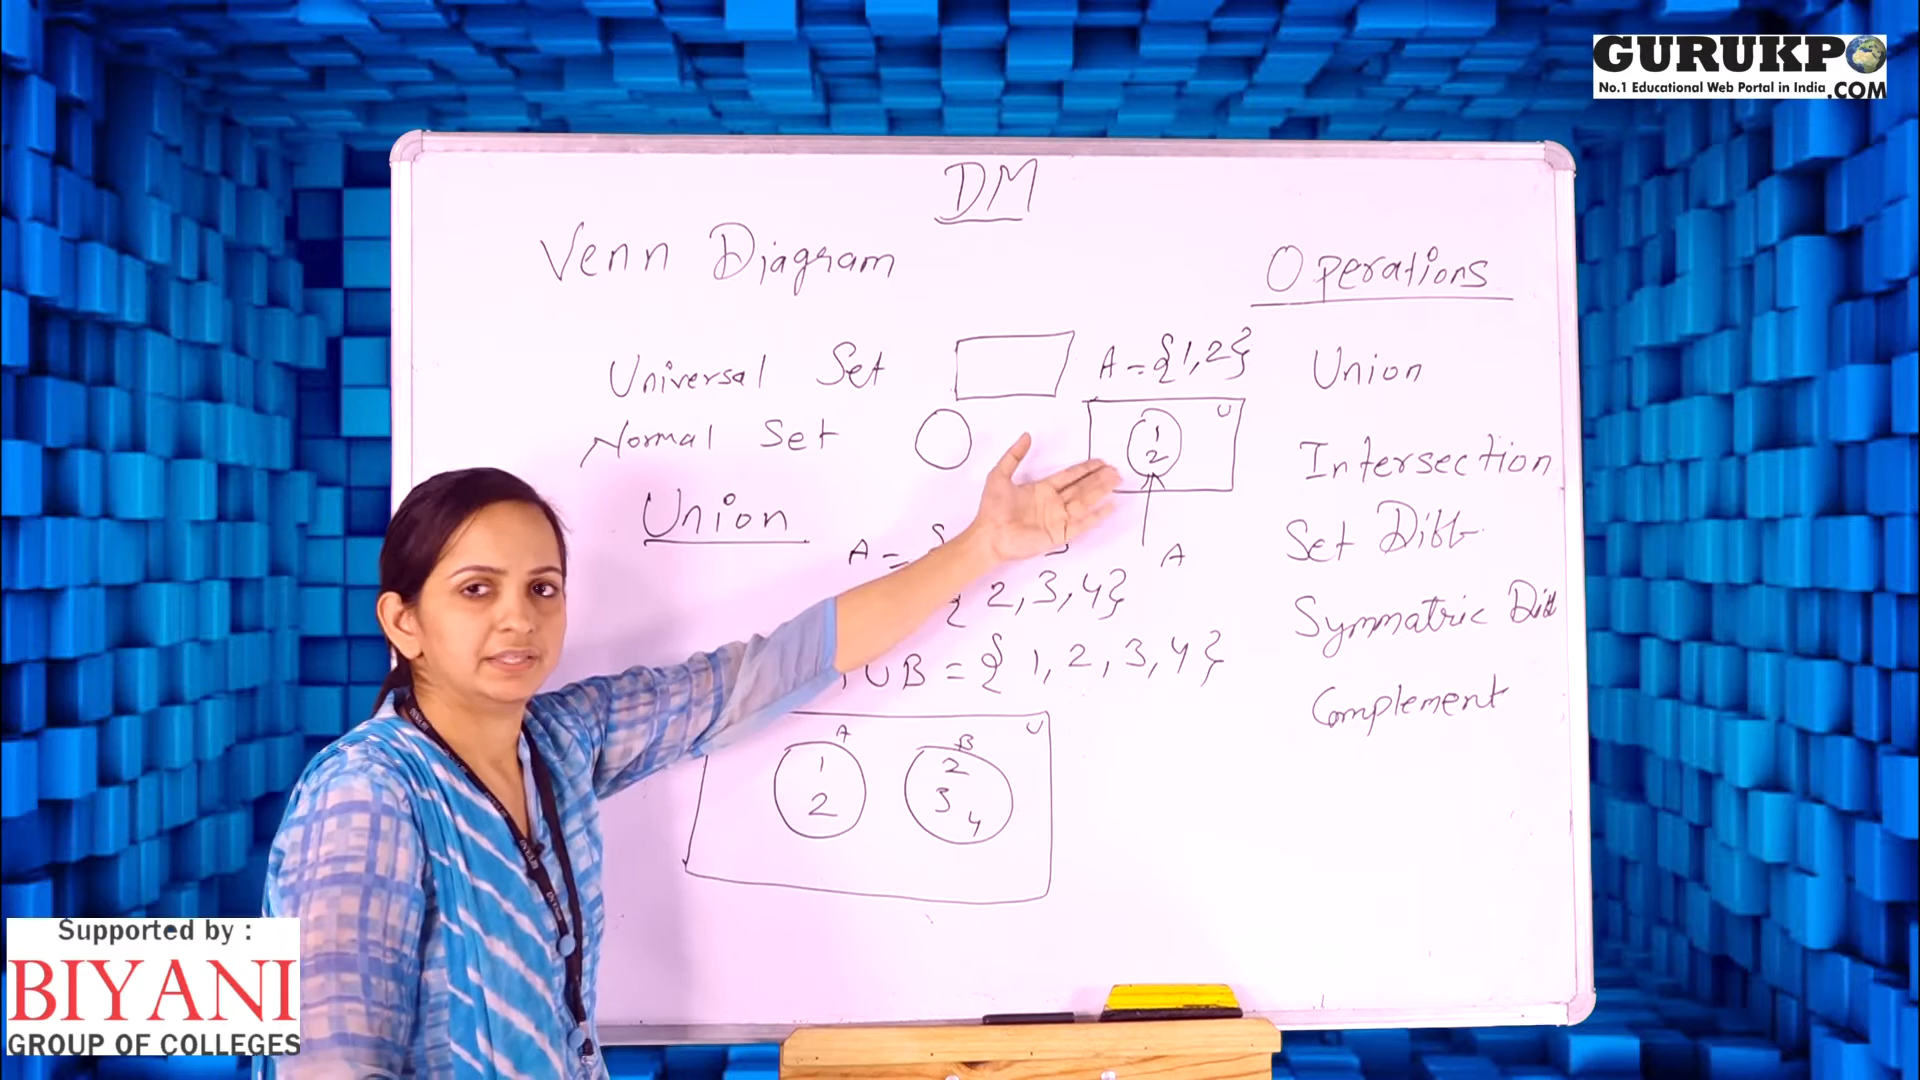 GURUKPO
No.1 Educational Web Portal in India .COM
DM
Venn Diagram
Operations
Universal Set
A = {1,2}
Union
Normal Set
U
1
2
Intersection
Union
A =
A
Set Diff
{ 2, 3, 4}
Symmatric Diff
∪ B = { 1, 2, 3, 4 }
Complement
A
B
U
1
2
2
3
4
Supported by :
BIYANI
GROUP OF COLLEGES